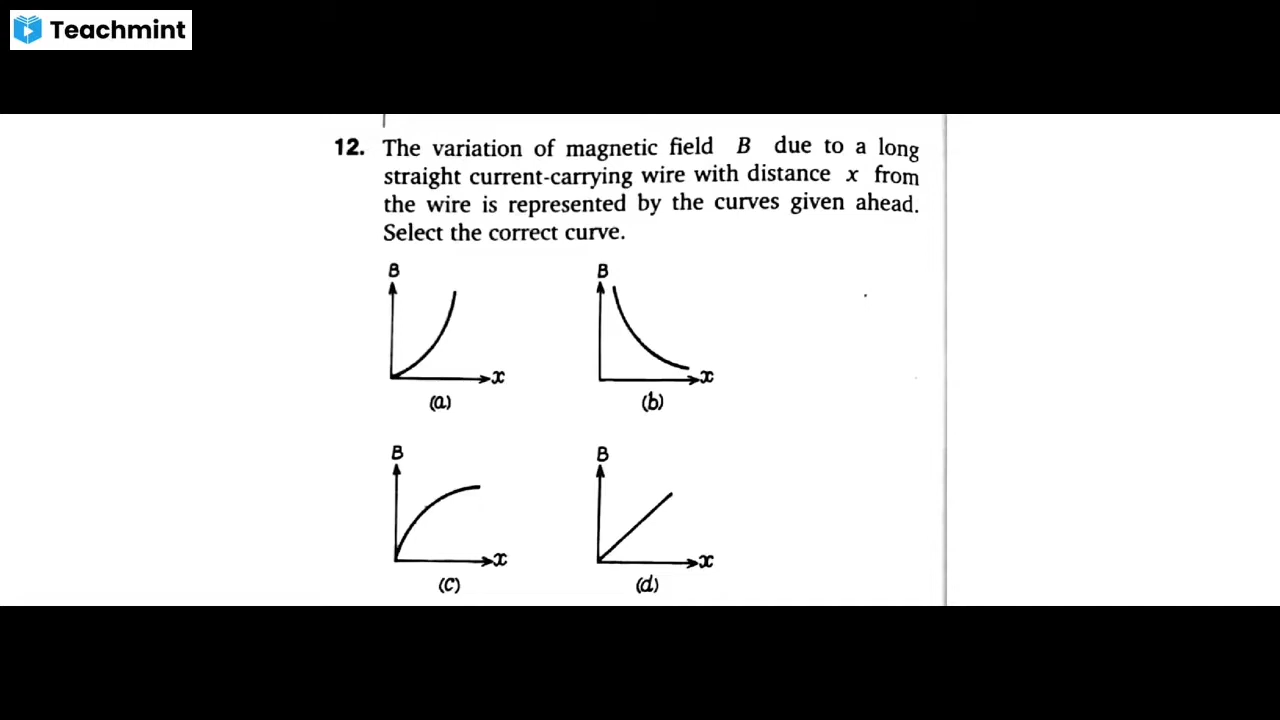 Teachmint
12. The variation of magnetic field B due to a long
straight current-carrying wire with distance x from
the wire is represented by the curves given ahead.
Select the correct curve.
B
B
x
x
(a)
(b)
B
B
x
x
(c)
(d)